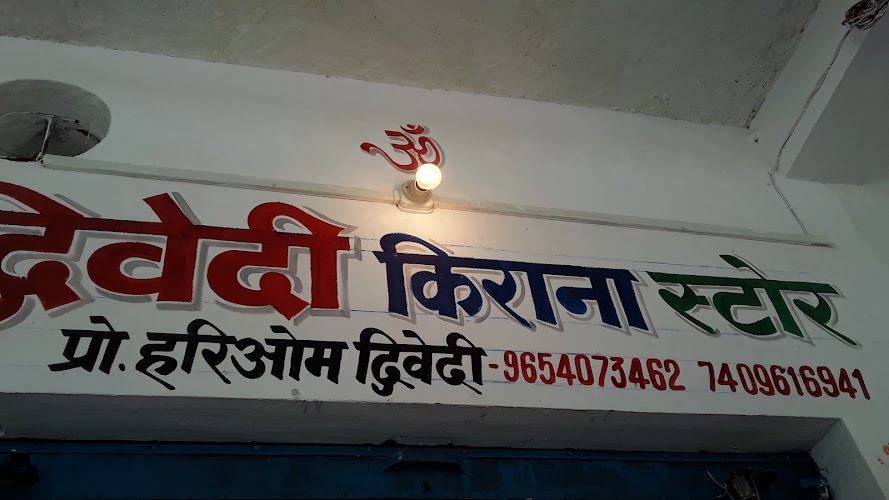 ॐ
द्विवेदी किराना स्टोर
प्रो. हरिओम द्विवेदी - 9654073462 7409616941